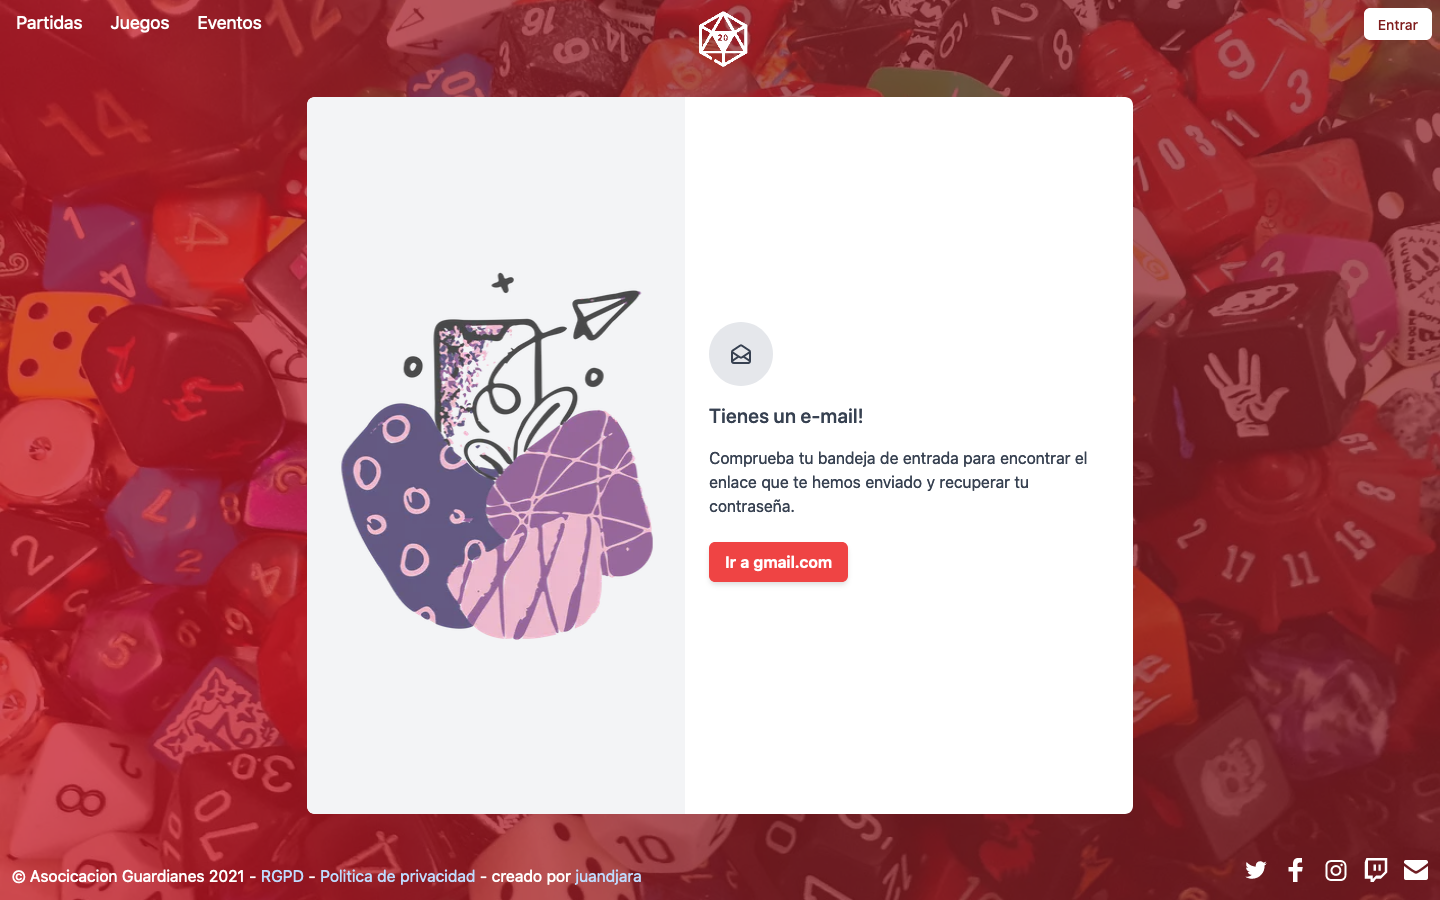 Partidas Juegos Eventos
20
Entrar
Tienes un e-mail!
Comprueba tu bandeja de entrada para encontrar el
enlace que te hemos enviado y recuperar tu
contraseña.
Ir a gmail.com
© Asocicacion Guardianes 2021 - RGPD - Politica de privacidad - creado por juandjara